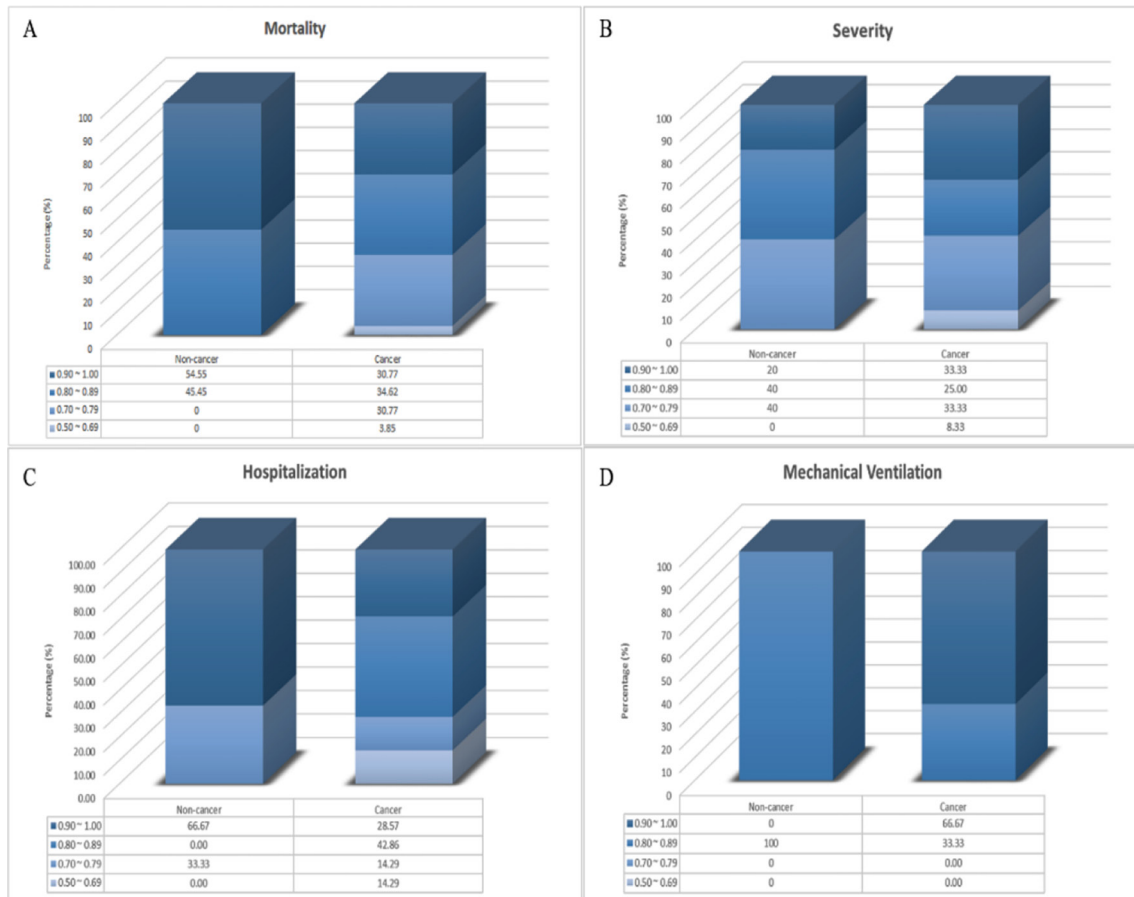 A
Mortality
Percentage (%)
100
90
80
70
60
50
40
30
20
10
0
Non-cancer Cancer
0.90 ~ 1.00 54.55 30.77
0.80 ~ 0.89 45.45 34.62
0.70 ~ 0.79 0 30.77
0.50 ~ 0.69 0 3.85
B
Severity
Percentage (%)
100
90
80
70
60
50
40
30
20
10
0
Non-cancer Cancer
0.90 ~ 1.00 20 33.33
0.80 ~ 0.89 40 25.00
0.70 ~ 0.79 40 33.33
0.50 ~ 0.69 0 8.33
C
Hospitalization
Percentage (%)
100.00
90.00
80.00
70.00
60.00
50.00
40.00
30.00
20.00
10.00
0.00
Non-cancer Cancer
0.90 ~ 1.00 66.67 28.57
0.80 ~ 0.89 0.00 42.86
0.70 ~ 0.79 33.33 14.29
0.50 ~ 0.69 0.00 14.29
D
Mechanical Ventilation
Percentage (%)
100
90
80
70
60
50
40
30
20
10
0
Non-cancer Cancer
0.90 ~ 1.00 0 66.67
0.80 ~ 0.89 100 33.33
0.70 ~ 0.79 0 0.00
0.50 ~ 0.69 0 0.00